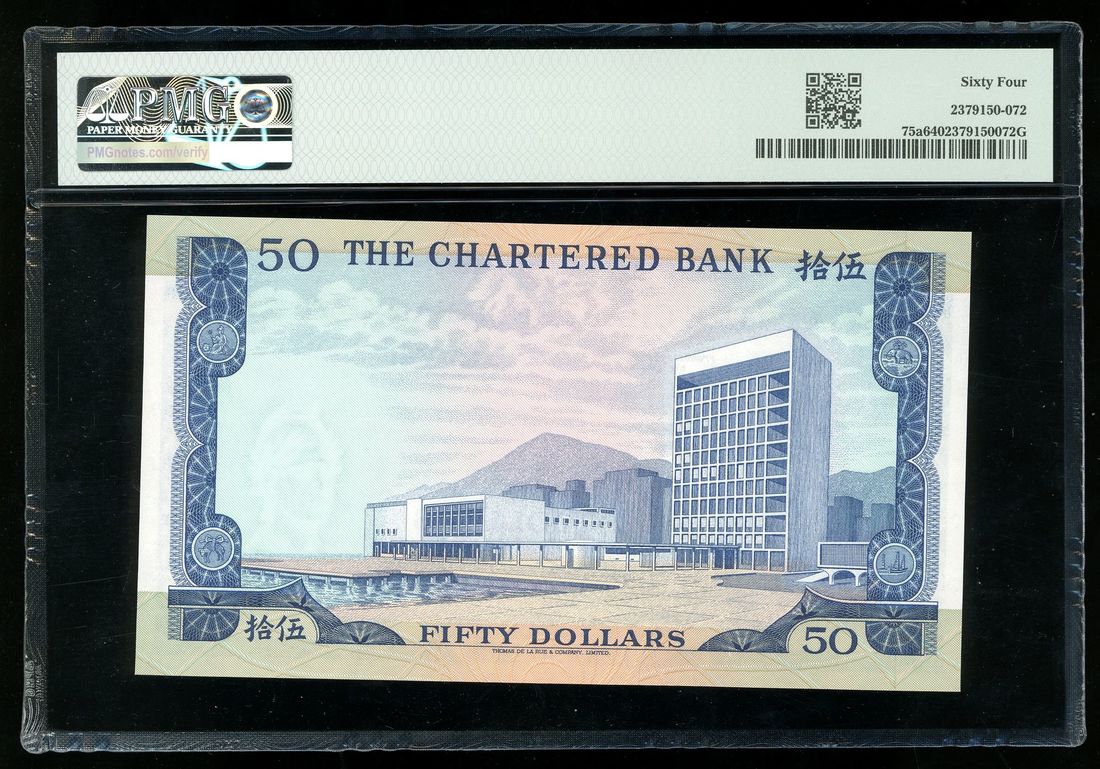 PMG
PAPER MONEY GUARANTY
PMGnotes.com/verify
Sixty Four
2379150-072
75a6402379150072G
50 THE CHARTERED BANK 拾伍
拾伍 FIFTY DOLLARS 50
THOMAS DE LA RUE & COMPANY, LIMITED.